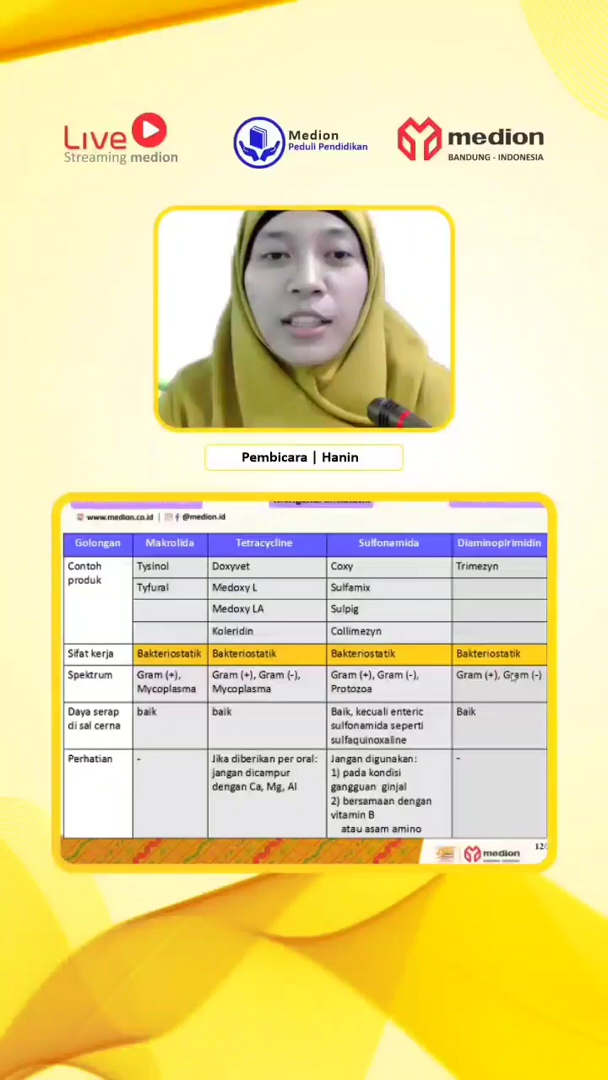 Live
Streaming medion
Medion
Peduli Pendidikan
medion
BANDUNG - INDONESIA
Pembicara | Hanin
www.medion.co.id | @medion.id
Golongan Makrolida Tetracycline Sulfonamida Diaminopirimidin
Contoh produk Tysinol Doxyvet Coxy Trimezyn
Tyfural Medoxy L Sulfamix
Medoxy LA Sulpig
Koleridin Collimezyn
Sifat kerja Bakteriostatik Bakteriostatik Bakteriostatik Bakteriostatik
Spektrum Gram (+), Mycoplasma Gram (+), Gram (-), Mycoplasma Gram (+), Gram (-), Protozoa Gram (+), Gram (-)
Daya serap di sal cerna baik baik Baik, kecuali enteric sulfonamida seperti sulfaquinoxaline Baik
Perhatian - Jika diberikan per oral: jangan dicampur dengan Ca, Mg, Al Jangan digunakan: 1) pada kondisi gangguan ginjal 2) bersamaan dengan vitamin B atau asam amino -
medion